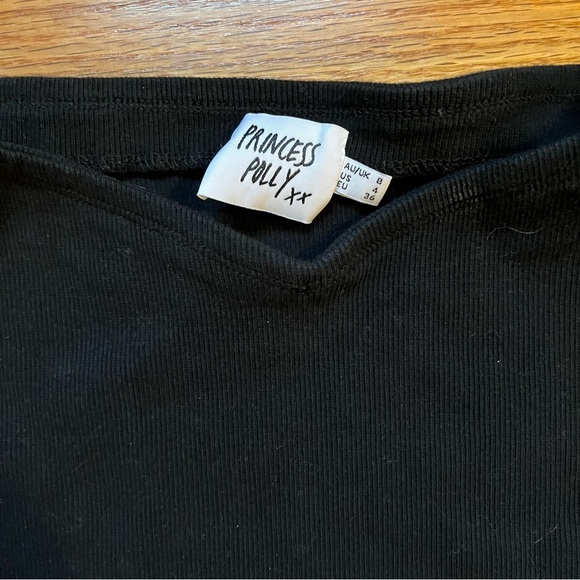 PRINCESS
POLLY
xx
AU/UK 8
US 4
EU 36